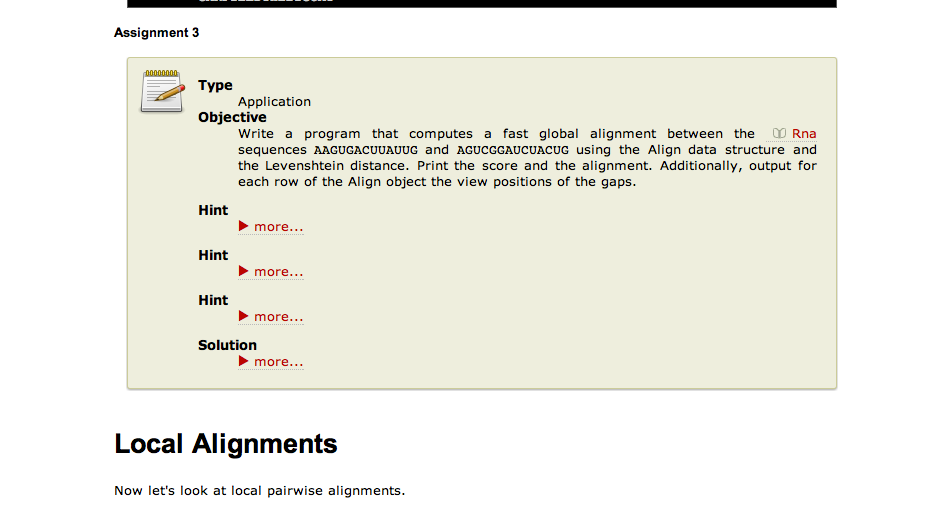 Assignment 3
Type
Application
Objective
Write a program that computes a fast global alignment between the Rna
sequences AAGUGACUUAUUG and AGUCGGAUCUACUG using the Align data structure and
the Levenshtein distance. Print the score and the alignment. Additionally, output for
each row of the Align object the view positions of the gaps.
Hint
more...
Hint
more...
Hint
more...
Solution
more...
Local Alignments
Now let's look at local pairwise alignments.